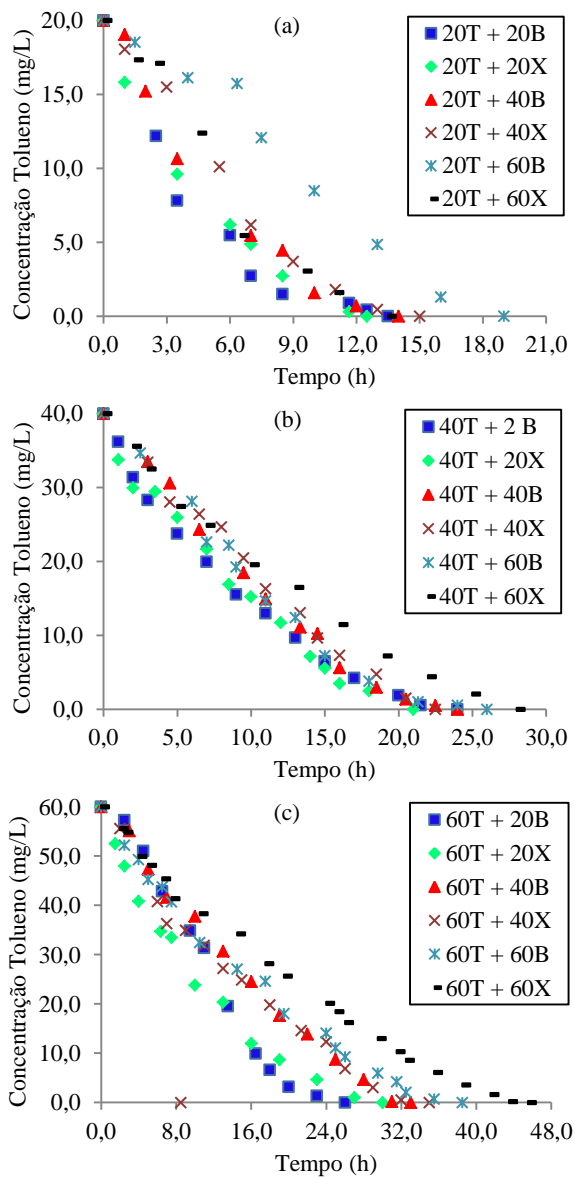 (a)
Concentração Tolueno (mg/L)
20,0
15,0
10,0
5,0
0,0
0,0 3,0 6,0 9,0 12,0 15,0 18,0 21,0
Tempo (h)
20T + 20B
20T + 20X
20T + 40B
20T + 40X
20T + 60B
20T + 60X
(b)
Concentração Tolueno (mg/L)
40,0
30,0
20,0
10,0
0,0
0,0 5,0 10,0 15,0 20,0 25,0 30,0
Tempo (h)
40T + 2 B
40T + 20X
40T + 40B
40T + 40X
40T + 60B
40T + 60X
(c)
Concentração Tolueno (mg/L)
60,0
50,0
40,0
30,0
20,0
10,0
0,0
0,0 8,0 16,0 24,0 32,0 40,0 48,0
Tempo (h)
60T + 20B
60T + 20X
60T + 40B
60T + 40X
60T + 60B
60T + 60X